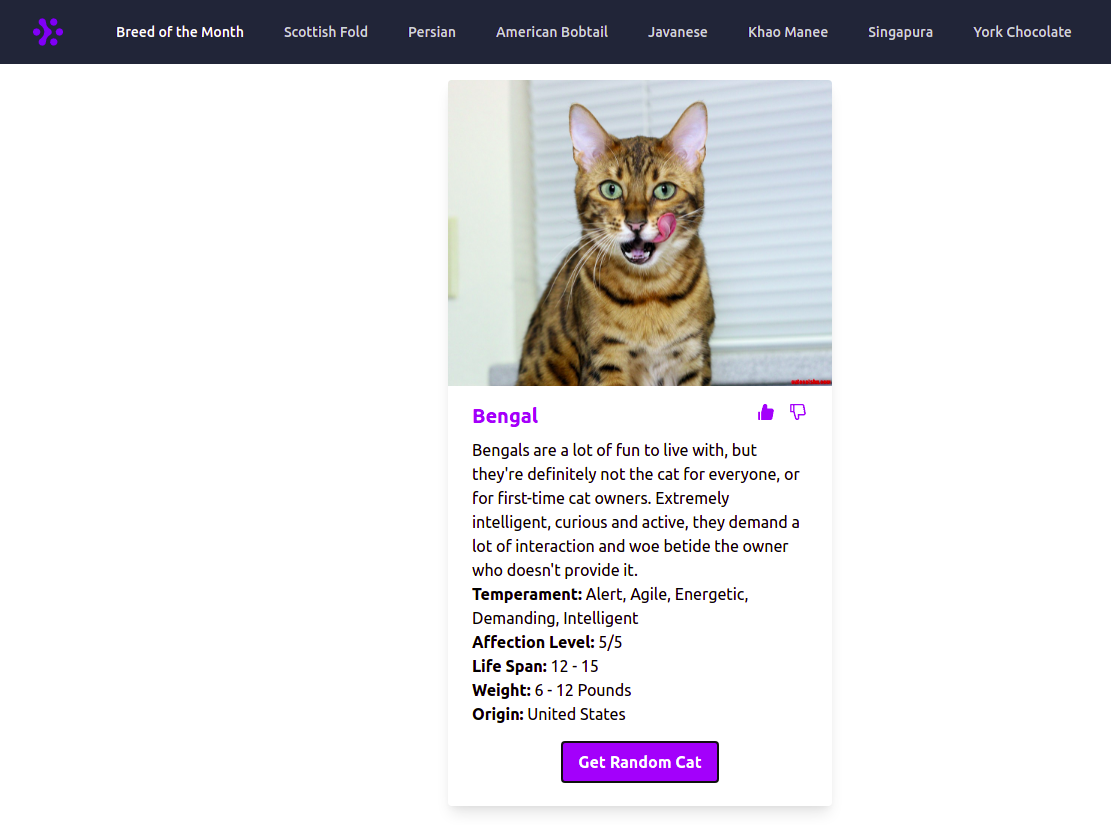 Breed of the Month Scottish Fold Persian American Bobtail Javanese Khao Manee Singapura York Chocolate
Bengal
Bengals are a lot of fun to live with, but
they're definitely not the cat for everyone, or
for first-time cat owners. Extremely
intelligent, curious and active, they demand a
lot of interaction and woe betide the owner
who doesn't provide it.
Temperament: Alert, Agile, Energetic,
Demanding, Intelligent
Affection Level: 5/5
Life Span: 12 - 15
Weight: 6 - 12 Pounds
Origin: United States
Get Random Cat